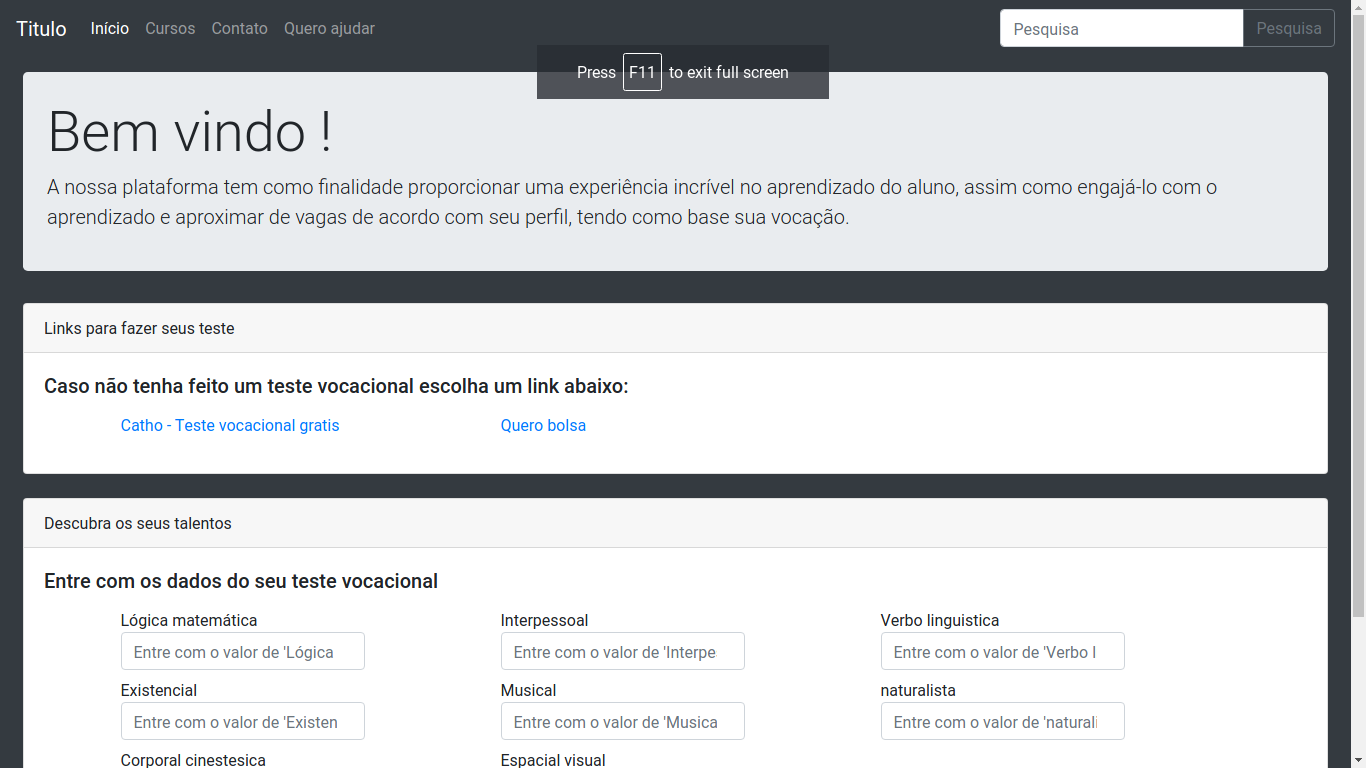 Titulo Início Cursos Contato Quero ajudar Pesquisa Pesquisa
Press F11 to exit full screen
Bem vindo !
A nossa plataforma tem como finalidade proporcionar uma experiência incrível no aprendizado do aluno, assim como engajá-lo com o
aprendizado e aproximar de vagas de acordo com seu perfil, tendo como base sua vocação.
Links para fazer seus teste
Caso não tenha feito um teste vocacional escolha um link abaixo:
Catho - Teste vocacional gratis Quero bolsa
Descubra os seus talentos
Entre com os dados do seu teste vocacional
Lógica matemática Interpessoal Verbo linguistica
Entre com o valor de 'Lógica Entre com o valor de 'Interpe Entre com o valor de 'Verbo l
Existencial Musical naturalista
Entre com o valor de 'Existen Entre com o valor de 'Musica Entre com o valor de 'naturali
Corporal cinestesica Espacial visual